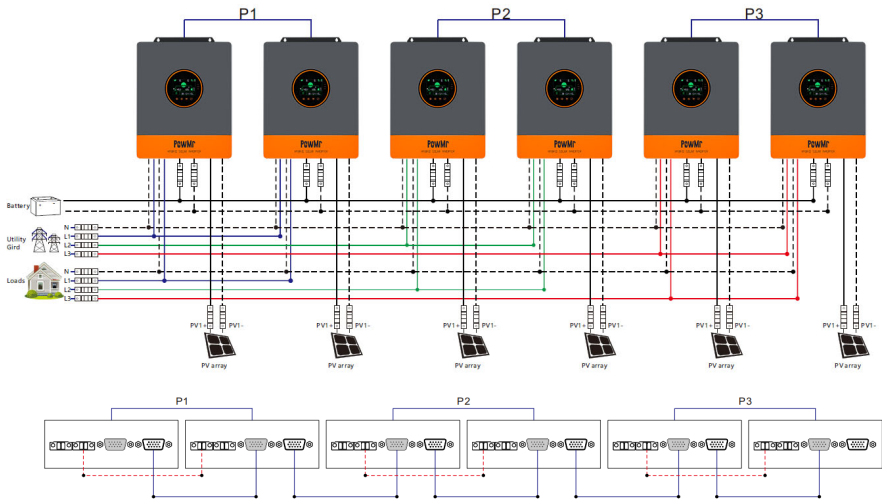 P1 P2 P3
PowMr PowMr PowMr PowMr PowMr PowMr
Battery
N
Utility
Gird
L1
L2
L3
Loads
N
L1
L2
L3
PV1+ PV1- PV1+ PV1- PV1+ PV1- PV1+ PV1- PV1+ PV1- PV1+ PV1-
PV array PV array PV array PV array PV array PV array
P1 P2 P3